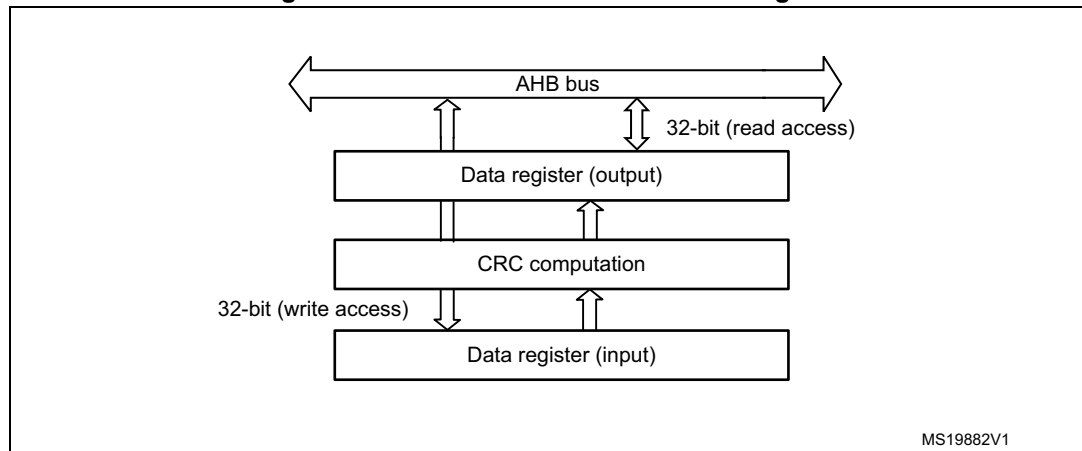 AHB bus
32-bit (read access)
Data register (output)
CRC computation
32-bit (write access)
Data register (input)
MS19882V1